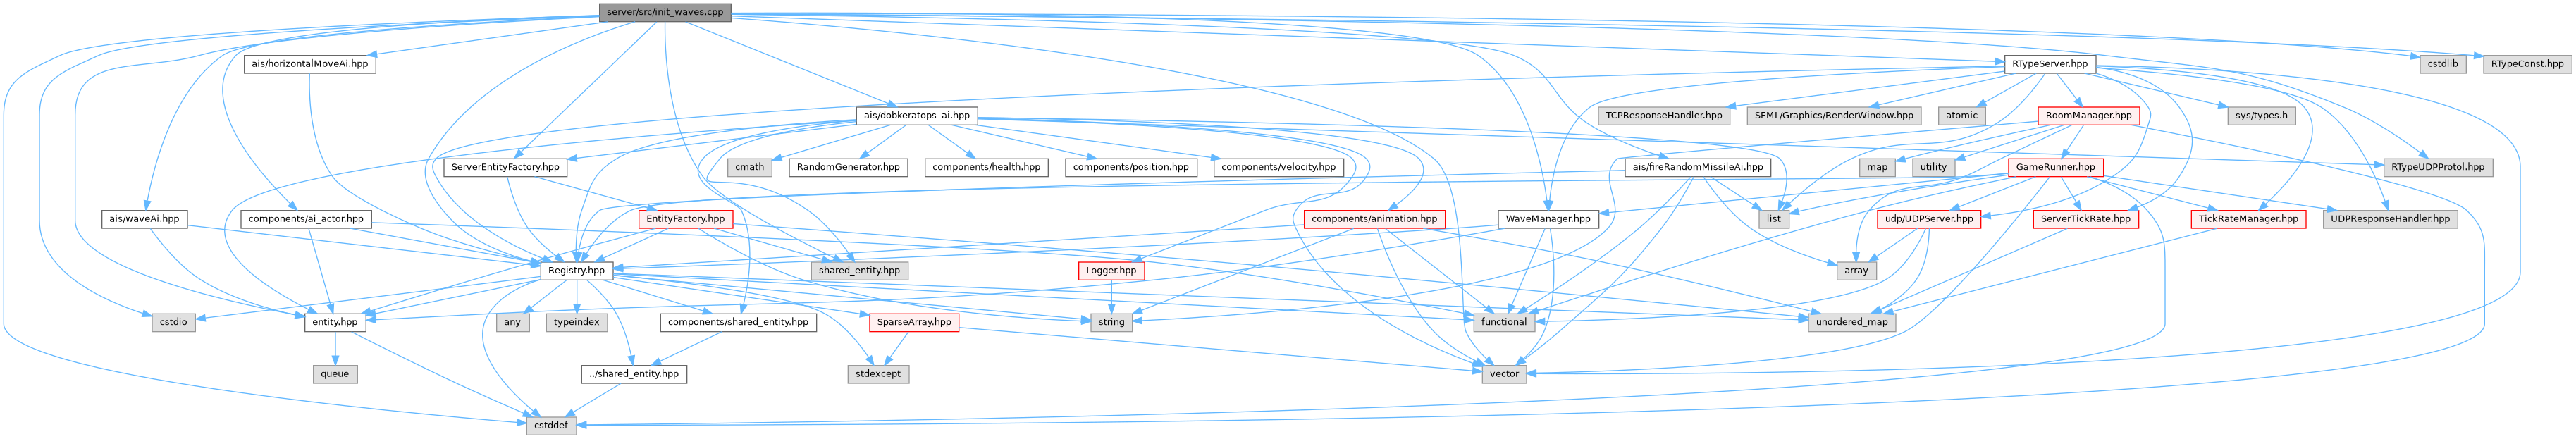 server/src/init_waves.cpp
ais/horizontalMoveAi.hpp
RTypeServer.hpp
cstdlib
RTypeConst.hpp
ais/dobkeratops_ai.hpp
TCPResponseHandler.hpp
SFML/Graphics/RenderWindow.hpp
atomic
RoomManager.hpp
sys/types.h
ServerEntityFactory.hpp
cmath
RandomGenerator.hpp
components/health.hpp
components/position.hpp
components/velocity.hpp
ais/fireRandomMissileAi.hpp
map
utility
GameRunner.hpp
RTypeUDPProtol.hpp
ais/waveAi.hpp
components/ai_actor.hpp
EntityFactory.hpp
components/animation.hpp
WaveManager.hpp
list
udp/UDPServer.hpp
ServerTickRate.hpp
TickRateManager.hpp
UDPResponseHandler.hpp
Registry.hpp
shared_entity.hpp
Logger.hpp
array
cstdio
entity.hpp
any
typeindex
components/shared_entity.hpp
SparseArray.hpp
string
functional
unordered_map
queue
../shared_entity.hpp
stdexcept
vector
cstddef